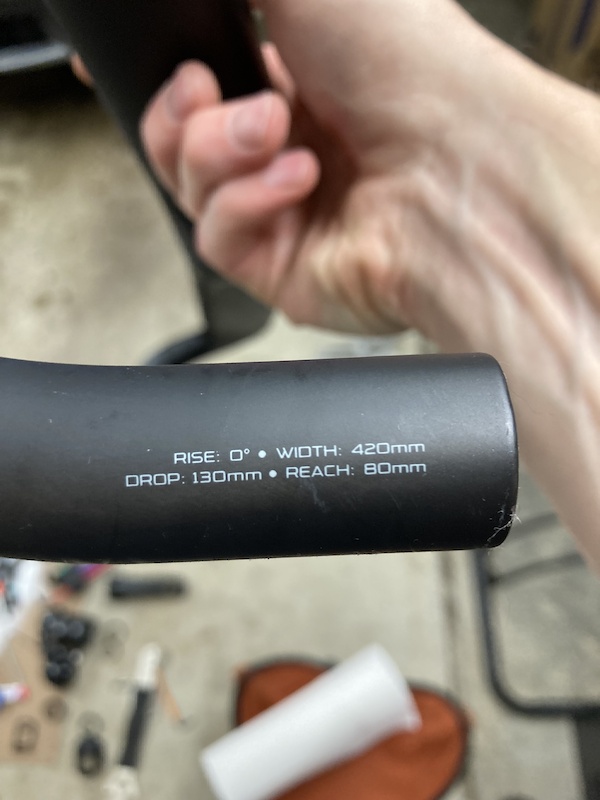 RISE: 0° • WIDTH: 420mm
DROP: 130mm • REACH: 80mm